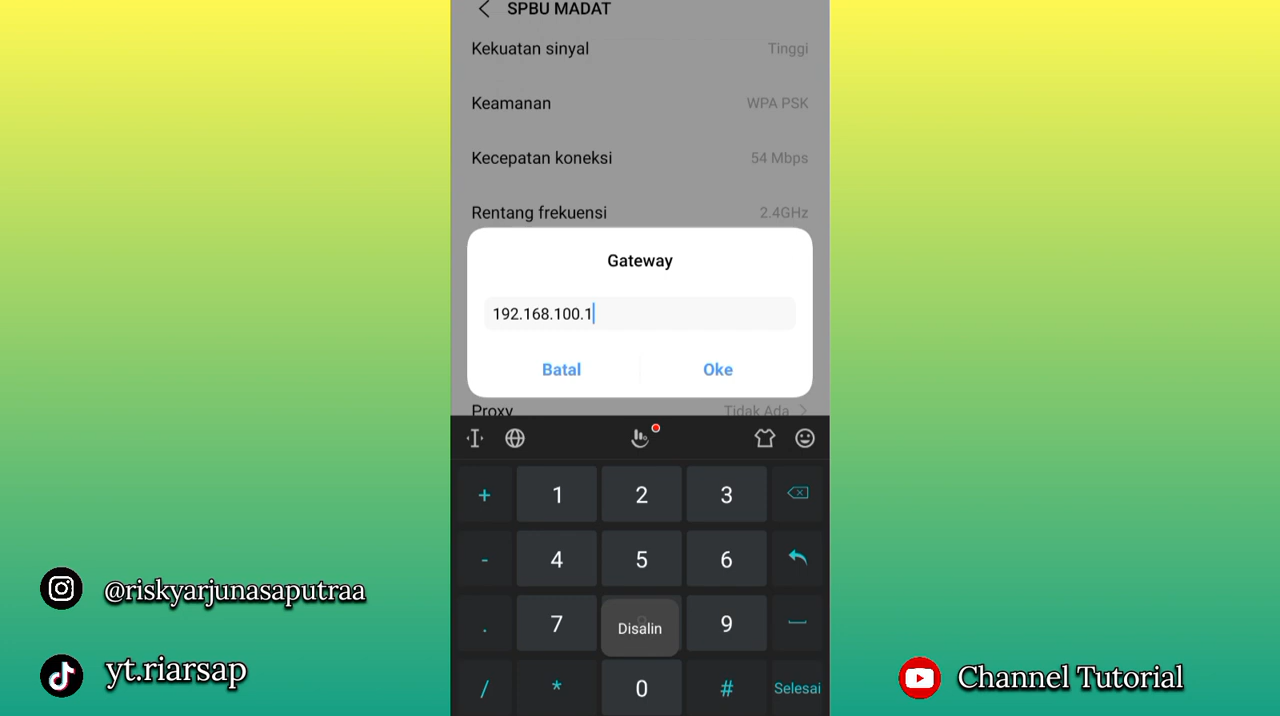 SPBU MADAT
Kekuatan sinyal Tinggi
Keamanan WPA PSK
Kecepatan koneksi 54 Mbps
Rentang frekuensi 2.4GHz
Gateway
192.168.100.1
Batal Oke
Proxy Tidak Ada
+ 1 2 3
- 4 5 6
. 7 Disalin 9
/ * 0 # Selesai
@riskyarjunasaputraa
yt.riarsap
Channel Tutorial